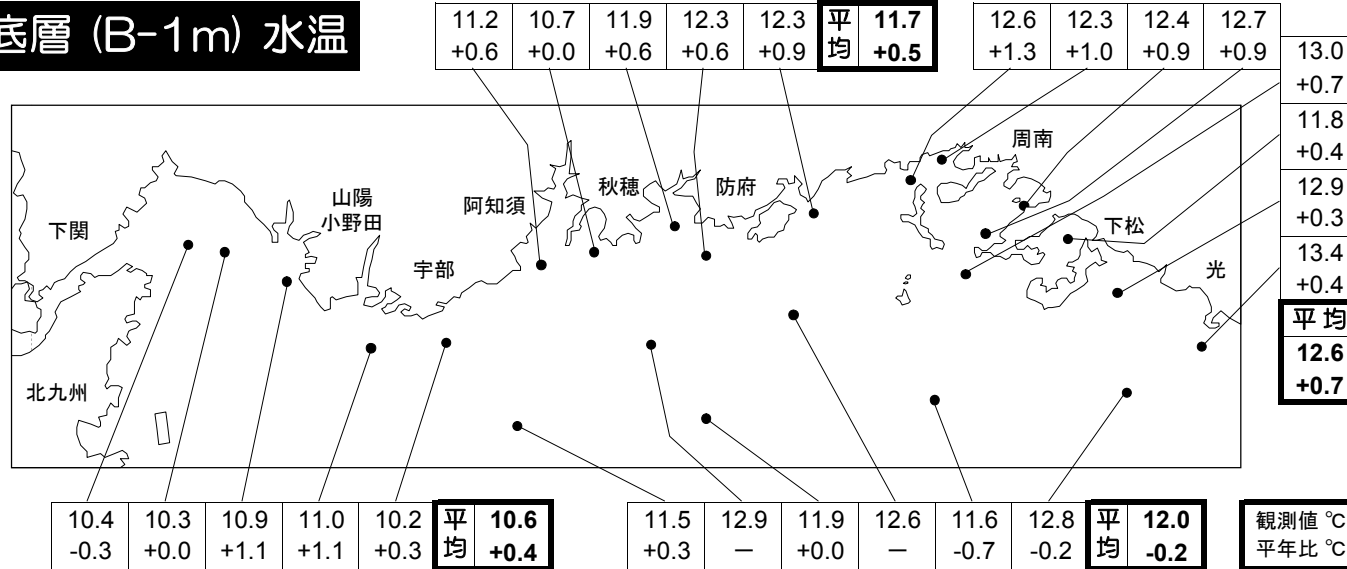 底層 (B-1m) 水温
11.2 10.7 11.9 12.3 12.3 平均 11.7
+0.6 +0.0 +0.6 +0.6 +0.9 +0.5
12.6 12.3 12.4 12.7
+1.3 +1.0 +0.9 +0.9
13.0
+0.7
11.8
+0.4
12.9
+0.3
13.4
+0.4
平均
12.6
+0.7
周南
山陽
小野田
秋穂
防府
阿知須
下関
下松
宇部
光
北九州
10.4 10.3 10.9 11.0 10.2 平均 10.6
-0.3 +0.0 +1.1 +1.1 +0.3 +0.4
11.5 12.9 11.9 12.6 11.6 12.8 平均 12.0
+0.3 － +0.0 － -0.7 -0.2 -0.2
観測値 ℃
平年比 ℃